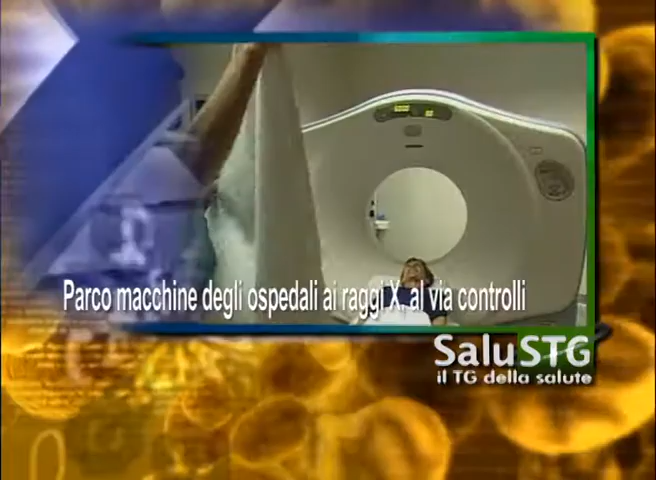 Parco macchine degli ospedali ai raggi X, al via controlli
SaluSTG
il TG della salute